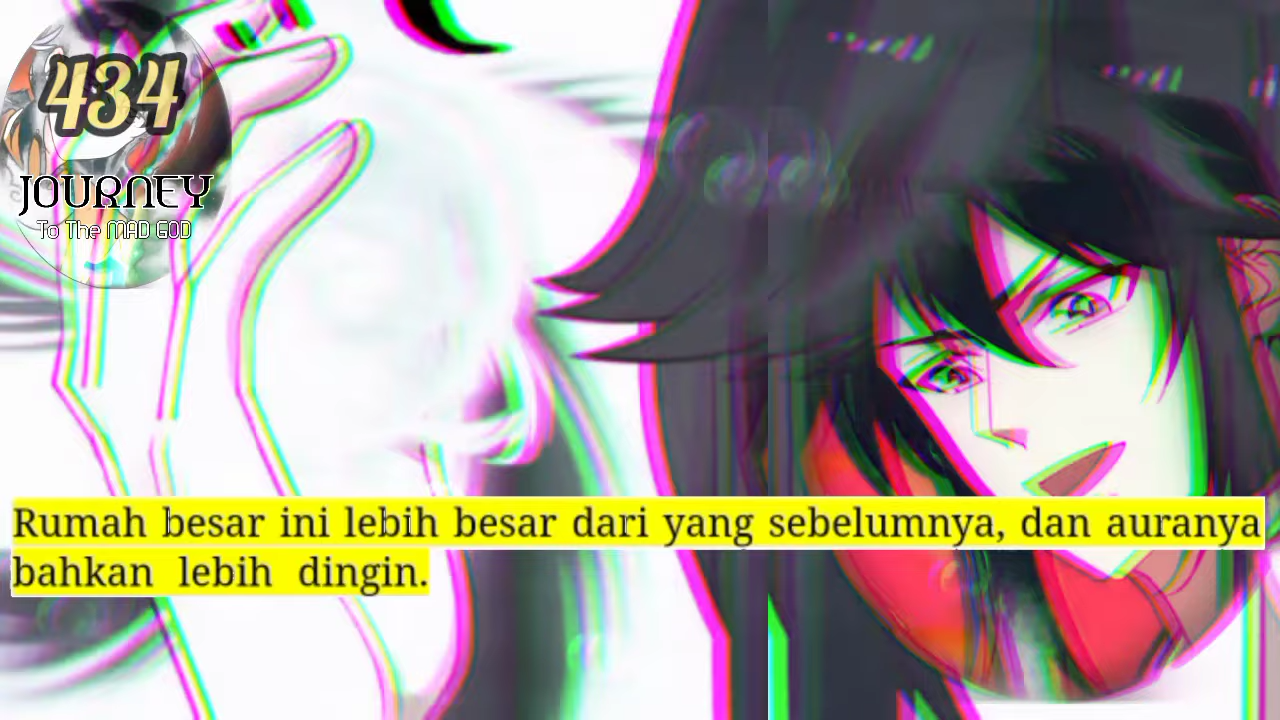 434
JOURNEY
To The MAD GOD
Rumah besar ini lebih besar dari yang sebelumnya, dan auranya
bahkan lebih dingin.